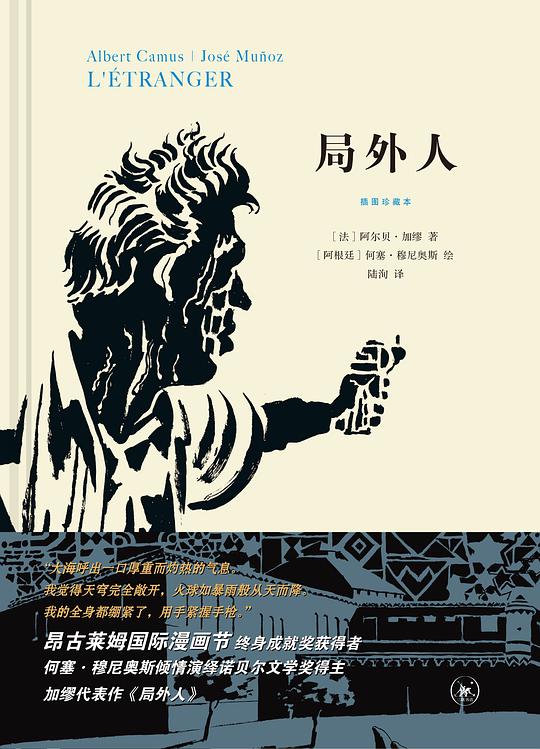 Albert Camus | José Muñoz
L'ÉTRANGER
局外人
插图珍藏本
[法] 阿尔贝·加缪 著
[阿根廷] 何塞·穆尼奥斯 绘
陆洵 译
“大海呼出一口厚重而灼热的气息。
我觉得天穹完全敞开，火球如暴雨般从天而降。
我的全身都绷紧了，用手紧握手枪。”
昂古莱姆国际漫画节 终身成就奖获得者
何塞·穆尼奥斯倾情演绎诺贝尔文学奖得主
加缪代表作《局外人》